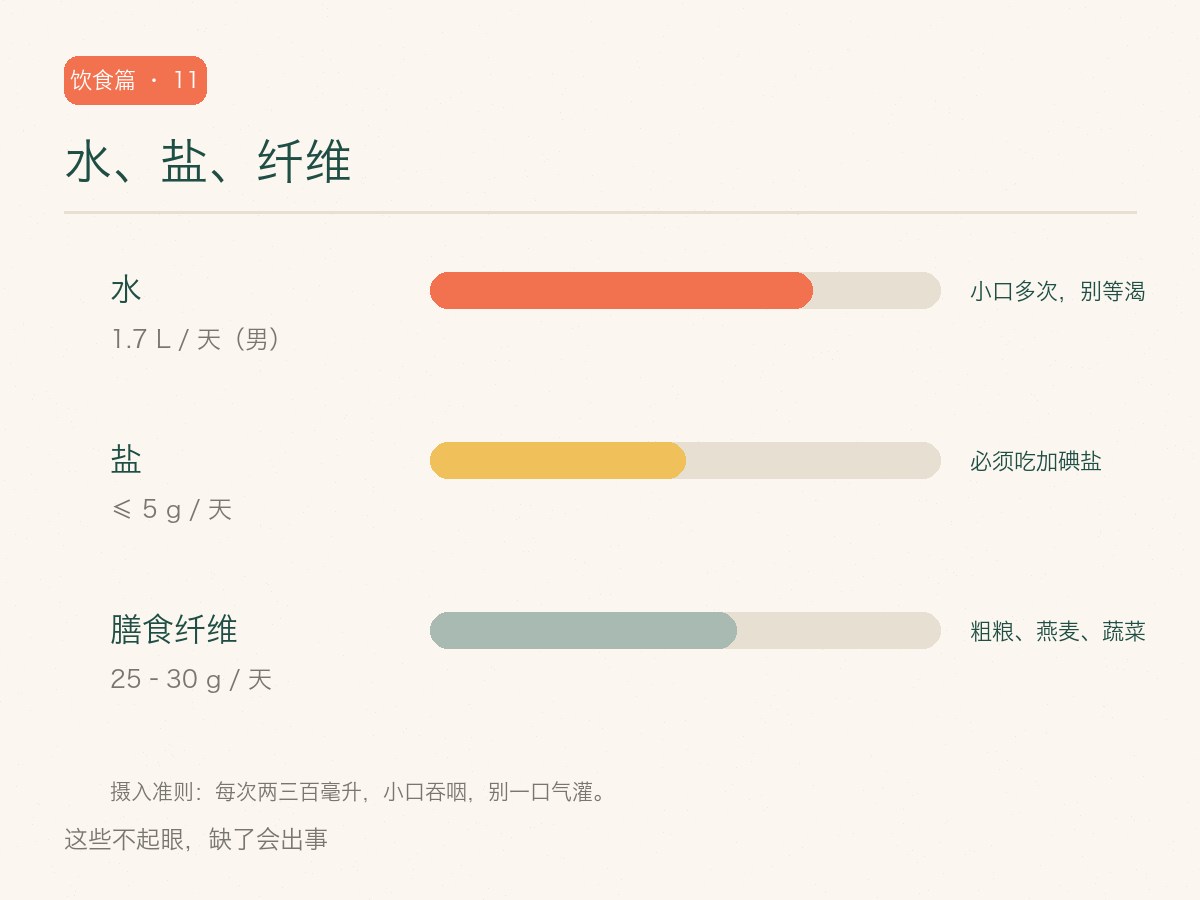 饮食篇 · 11
水、盐、纤维
水
1.7 L / 天（男）
小口多次，别等渴
盐
≤ 5 g / 天
必须吃加碘盐
膳食纤维
25 - 30 g / 天
粗粮、燕麦、蔬菜
摄入准则：每次两三百毫升，小口吞咽，别一口气灌。
这些不起眼，缺了会出事